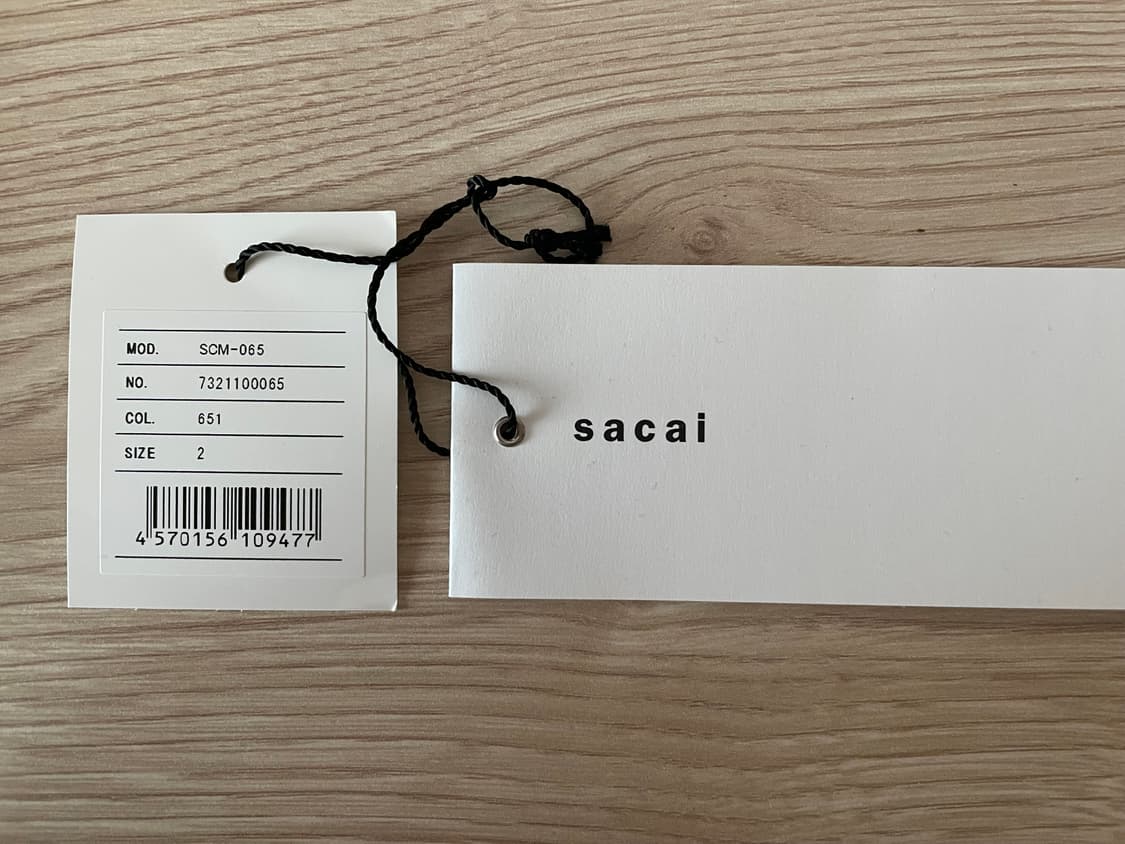 MOD. SCM-065
NO. 7321100065
COL. 651
SIZE 2
4 570156 109477
sacai